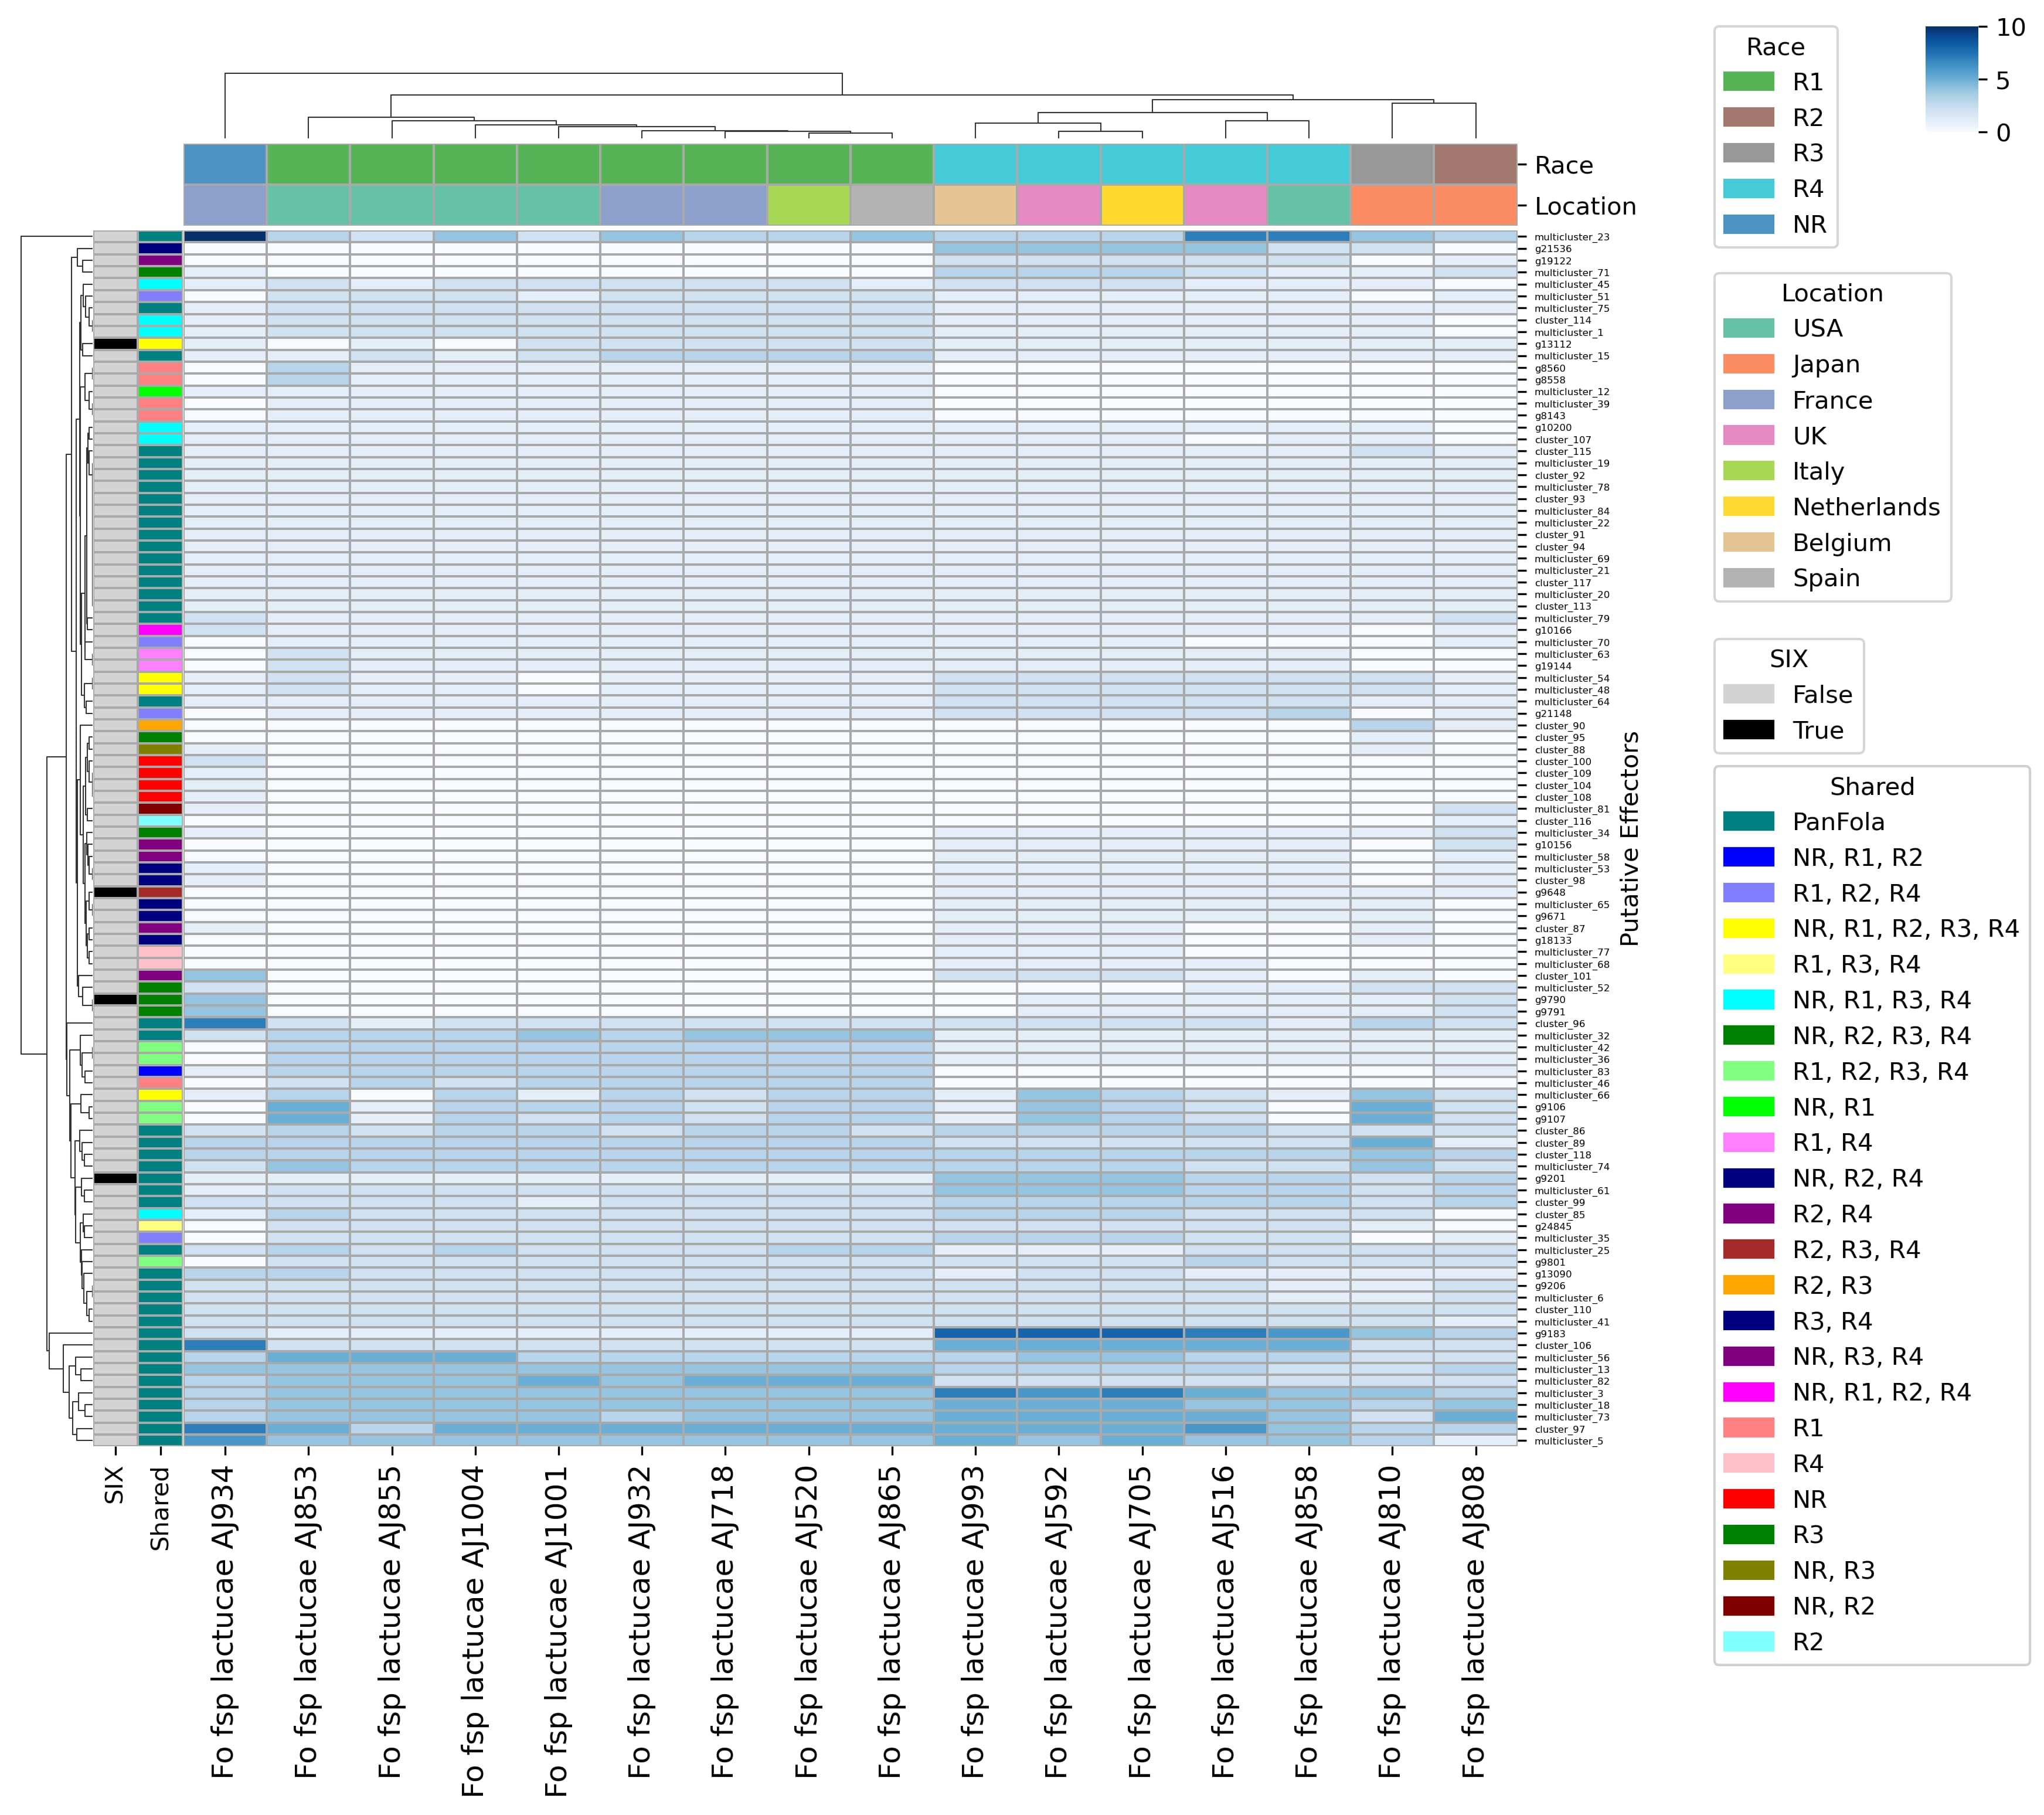 Race
R1
R2
R3
R4
NR
10
5
0
Race
Location
Location
USA
Japan
France
UK
Italy
Netherlands
Belgium
Spain
SIX
False
True
Shared
PanFola
NR, R1, R2
R1, R2, R4
NR, R1, R2, R3, R4
R1, R3, R4
NR, R1, R3, R4
NR, R2, R3, R4
R1, R2, R3, R4
NR, R1
R1, R4
NR, R2, R4
R2, R4
R2, R3, R4
R2, R3
R3, R4
NR, R3, R4
NR, R1, R2, R4
R1
R4
NR
R3
NR, R3
NR, R2
R2
multicluster_23
g21536
g19122
multicluster_71
multicluster_45
multicluster_51
multicluster_75
cluster_114
multicluster_1
g13112
multicluster_15
g8560
g8558
multicluster_12
multicluster_39
g8143
g10200
cluster_107
cluster_115
multicluster_19
cluster_92
multicluster_78
cluster_93
multicluster_84
multicluster_22
cluster_91
cluster_94
multicluster_69
multicluster_21
cluster_117
multicluster_20
cluster_113
multicluster_79
g10166
multicluster_70
multicluster_63
g19144
multicluster_54
multicluster_48
multicluster_64
g21148
cluster_90
cluster_95
cluster_88
cluster_100
cluster_109
cluster_104
cluster_108
multicluster_81
cluster_116
multicluster_34
g10156
multicluster_58
multicluster_53
cluster_98
g9648
multicluster_65
g9671
cluster_87
g18133
multicluster_77
multicluster_68
cluster_101
multicluster_52
g9790
g9791
cluster_96
multicluster_32
multicluster_42
multicluster_36
multicluster_83
multicluster_46
multicluster_66
g9106
g9107
cluster_86
cluster_89
cluster_118
multicluster_74
g9201
multicluster_61
cluster_99
cluster_85
g24845
multicluster_35
multicluster_25
g9801
g13090
g9206
multicluster_6
cluster_110
multicluster_41
g9183
cluster_106
multicluster_56
multicluster_13
multicluster_82
multicluster_3
multicluster_18
multicluster_73
cluster_97
multicluster_5
Putative Effectors
SIX
Shared
Fo fsp lactucae AJ934
Fo fsp lactucae AJ853
Fo fsp lactucae AJ855
Fo fsp lactucae AJ1004
Fo fsp lactucae AJ1001
Fo fsp lactucae AJ932
Fo fsp lactucae AJ718
Fo fsp lactucae AJ520
Fo fsp lactucae AJ865
Fo fsp lactucae AJ993
Fo fsp lactucae AJ592
Fo fsp lactucae AJ705
Fo fsp lactucae AJ516
Fo fsp lactucae AJ858
Fo fsp lactucae AJ810
Fo fsp lactucae AJ808